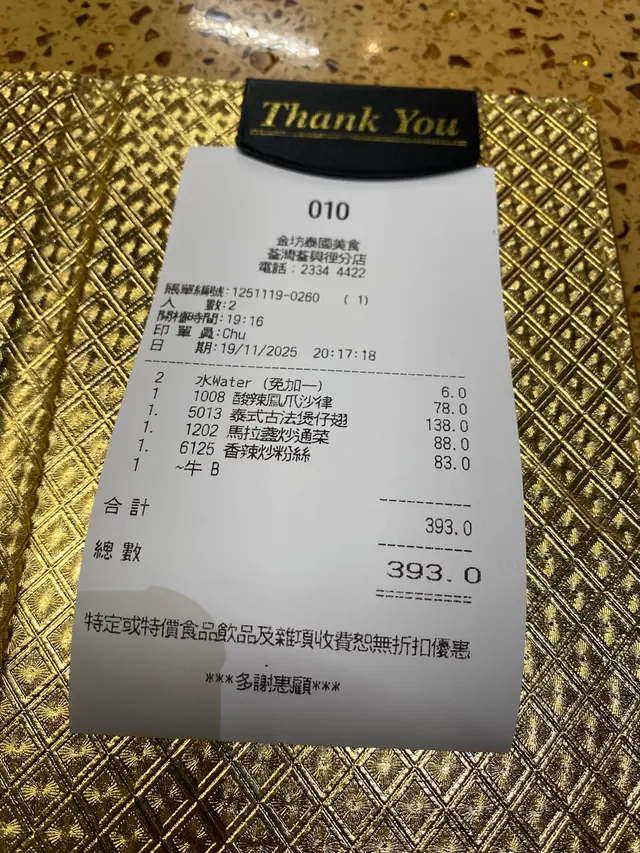 Thank You
010
金坊泰國美食
荃灣荃興徑分店
電話：2334 4422
賬單編號:1251119-0260 (1)
人 數:2
開檯時間:19:16
印 單 員:Chu
日 期:19/11/2025 20:17:18
2 水Water (免加一) 6.0
1 1008 酸辣鳳爪沙律 78.0
1. 5013 泰式古法煲仔翅 138.0
1. 1202 馬拉盞炒通菜 88.0
1. 6125 香辣炒粉絲 83.0
1 ~牛 B
合計 393.0
總數 393.0
特定或特價食品飲品及雜項收費恕無折扣優惠
***多謝惠顧***